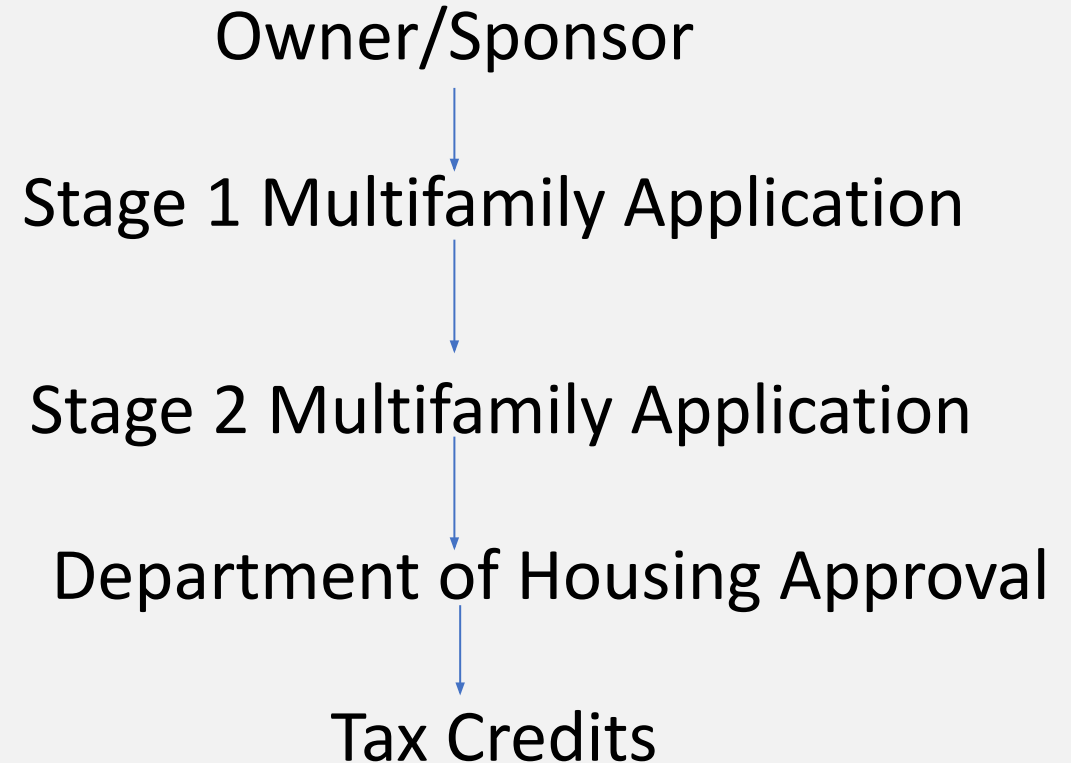 Owner/Sponsor
Stage 1 Multifamily Application
Stage 2 Multifamily Application
Department of Housing Approval
Tax Credits